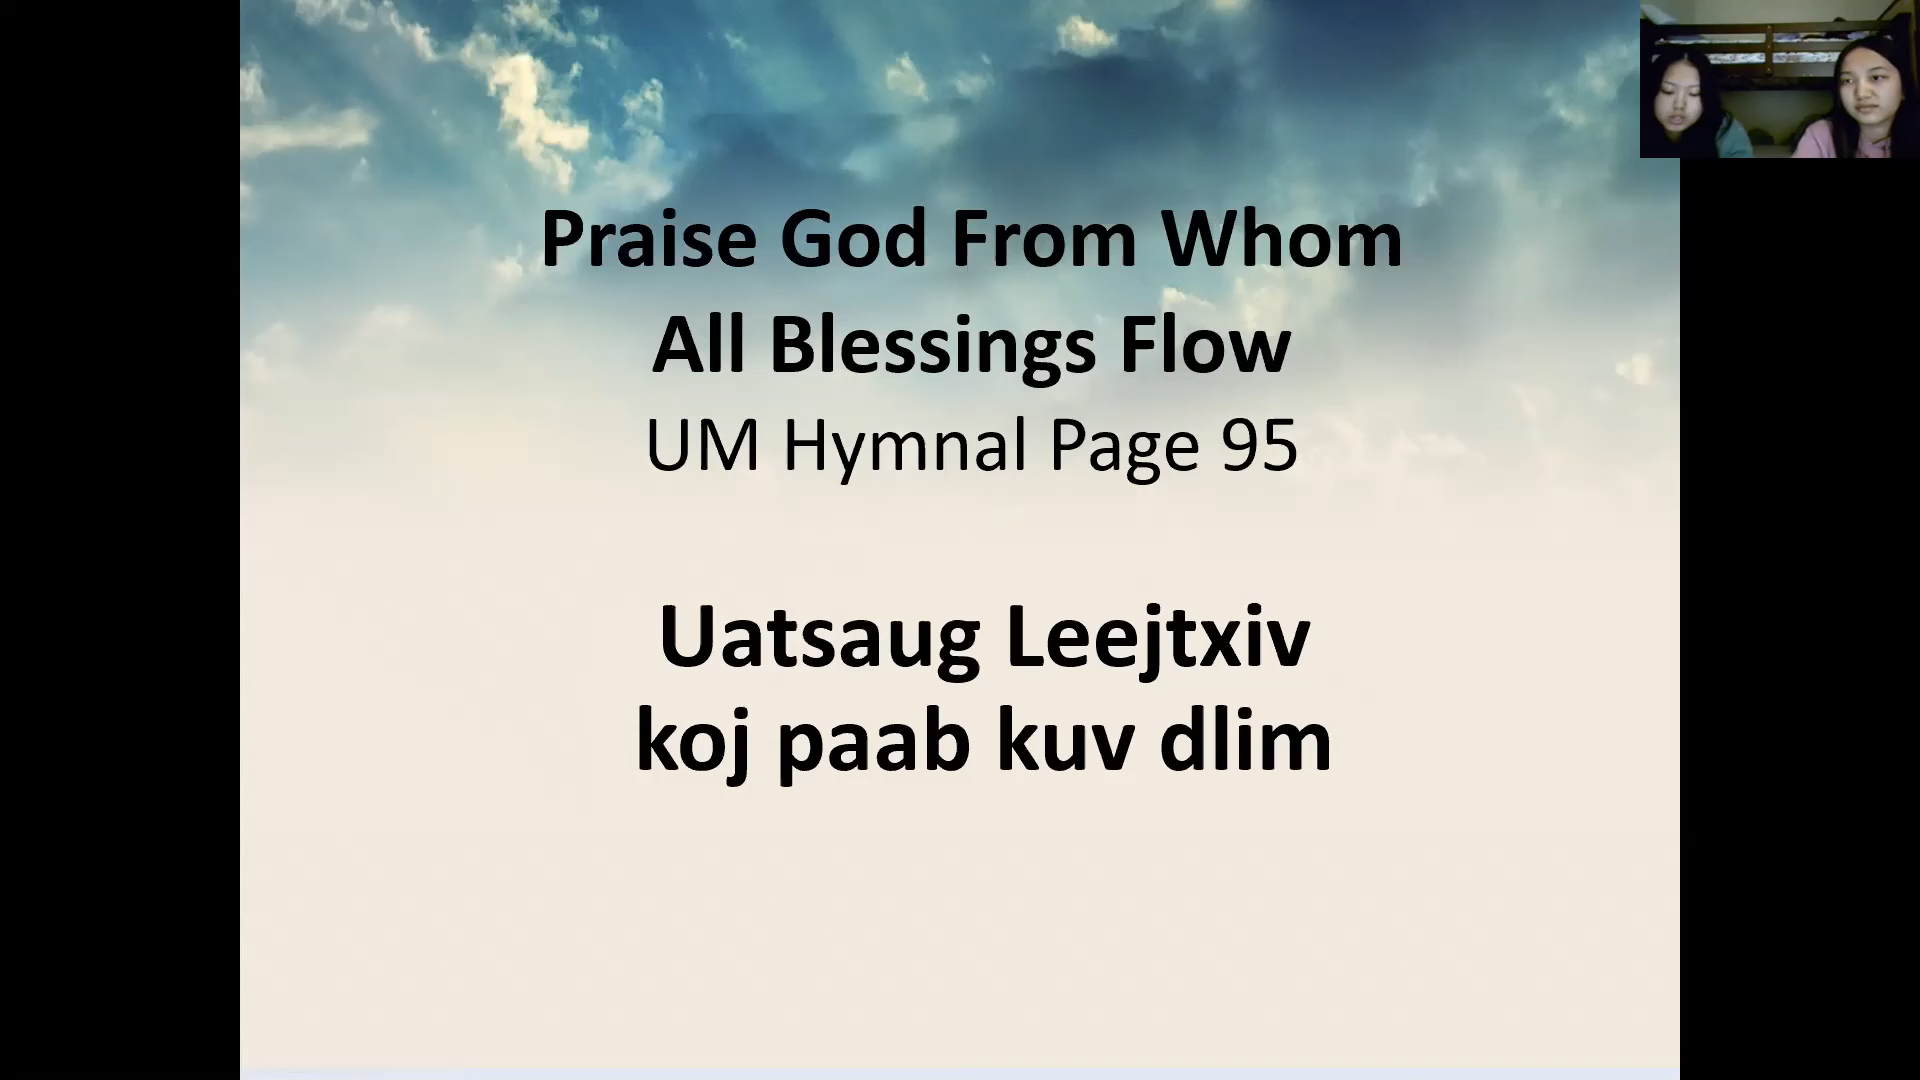 Praise God From Whom
All Blessings Flow
UM Hymnal Page 95
Uatsaug Leejtxiv
koj paab kuv dlim